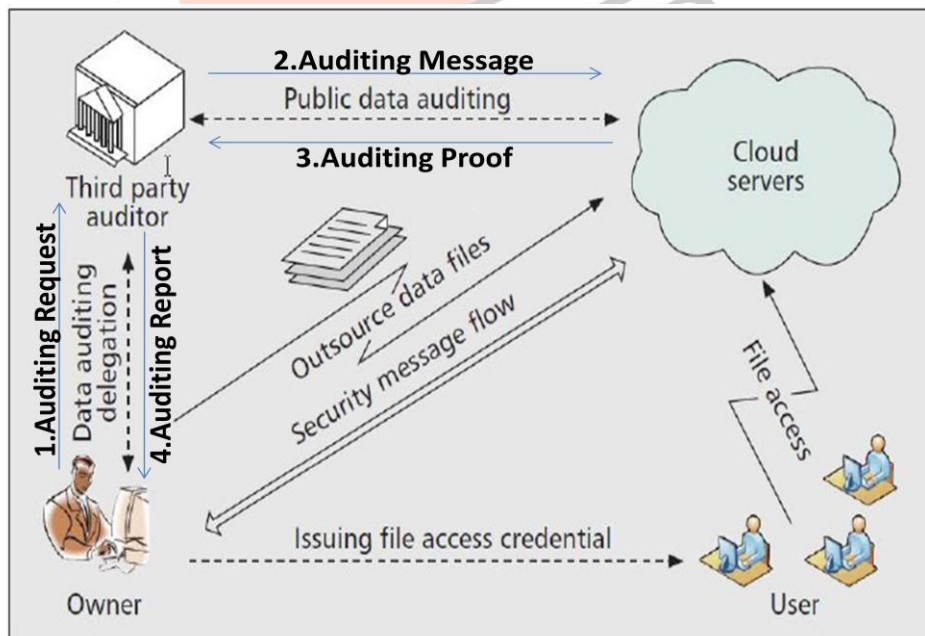 2.Auditing Message
Public data auditing
3.Auditing Proof
Cloud
servers
Third party
auditor
1.Auditing Request
Data auditing
delegation
4.Auditing Report
Outsource data files
Security message flow
File access
Issuing file access credential
Owner
User